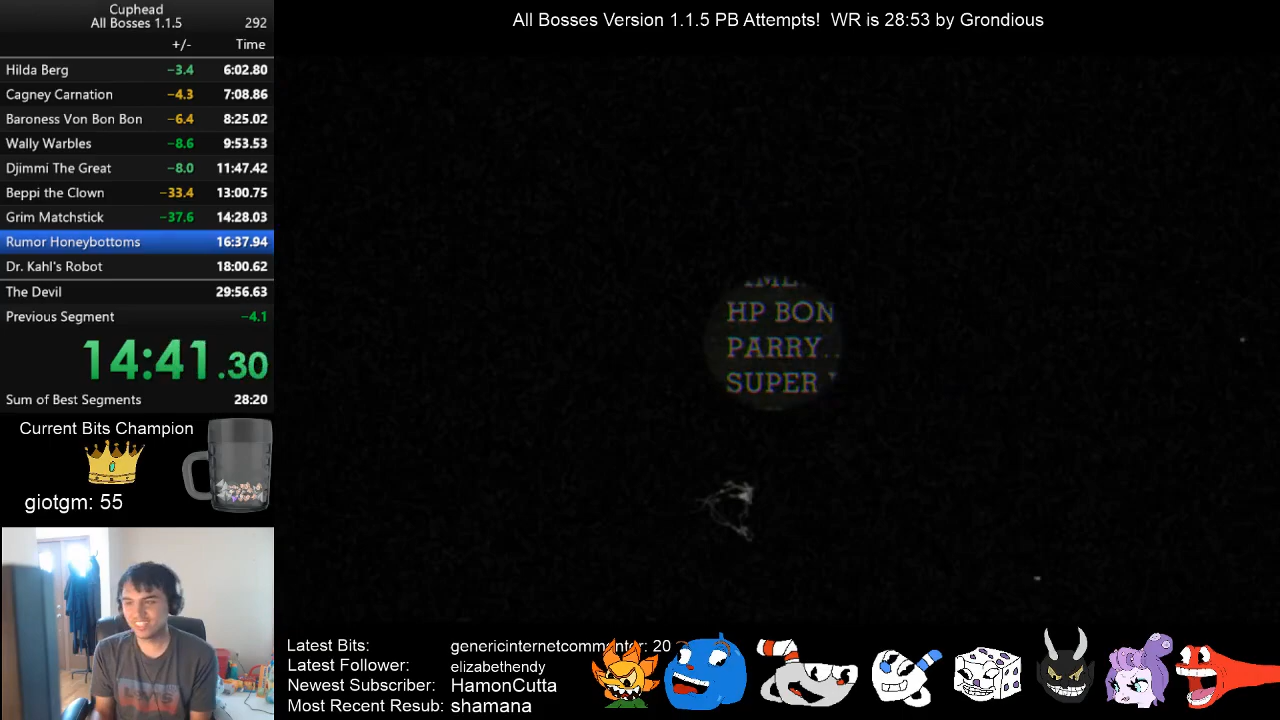 Cuphead
All Bosses 1.1.5 292
+/- Time
Hilda Berg −3.4 6:02.80
Cagney Carnation −4.3 7:08.86
Baroness Von Bon Bon −6.4 8:25.02
Wally Warbles −8.6 9:53.53
Djimmi The Great −8.0 11:47.42
Beppi the Clown −33.4 13:00.75
Grim Matchstick −37.6 14:28.03
Rumor Honeybottoms 16:37.94
Dr. Kahl's Robot 18:00.62
The Devil 29:56.63
Previous Segment −4.1
14:41.30
Sum of Best Segments 28:20
Current Bits Champion
giotgm: 55
All Bosses Version 1.1.5 PB Attempts! WR is 28:53 by Grondious
HP BON
PARRY..
SUPER
Latest Bits: genericinternetcommenter: 20
Latest Follower: elizabethendy
Newest Subscriber: HamonCutta
Most Recent Resub: shamana